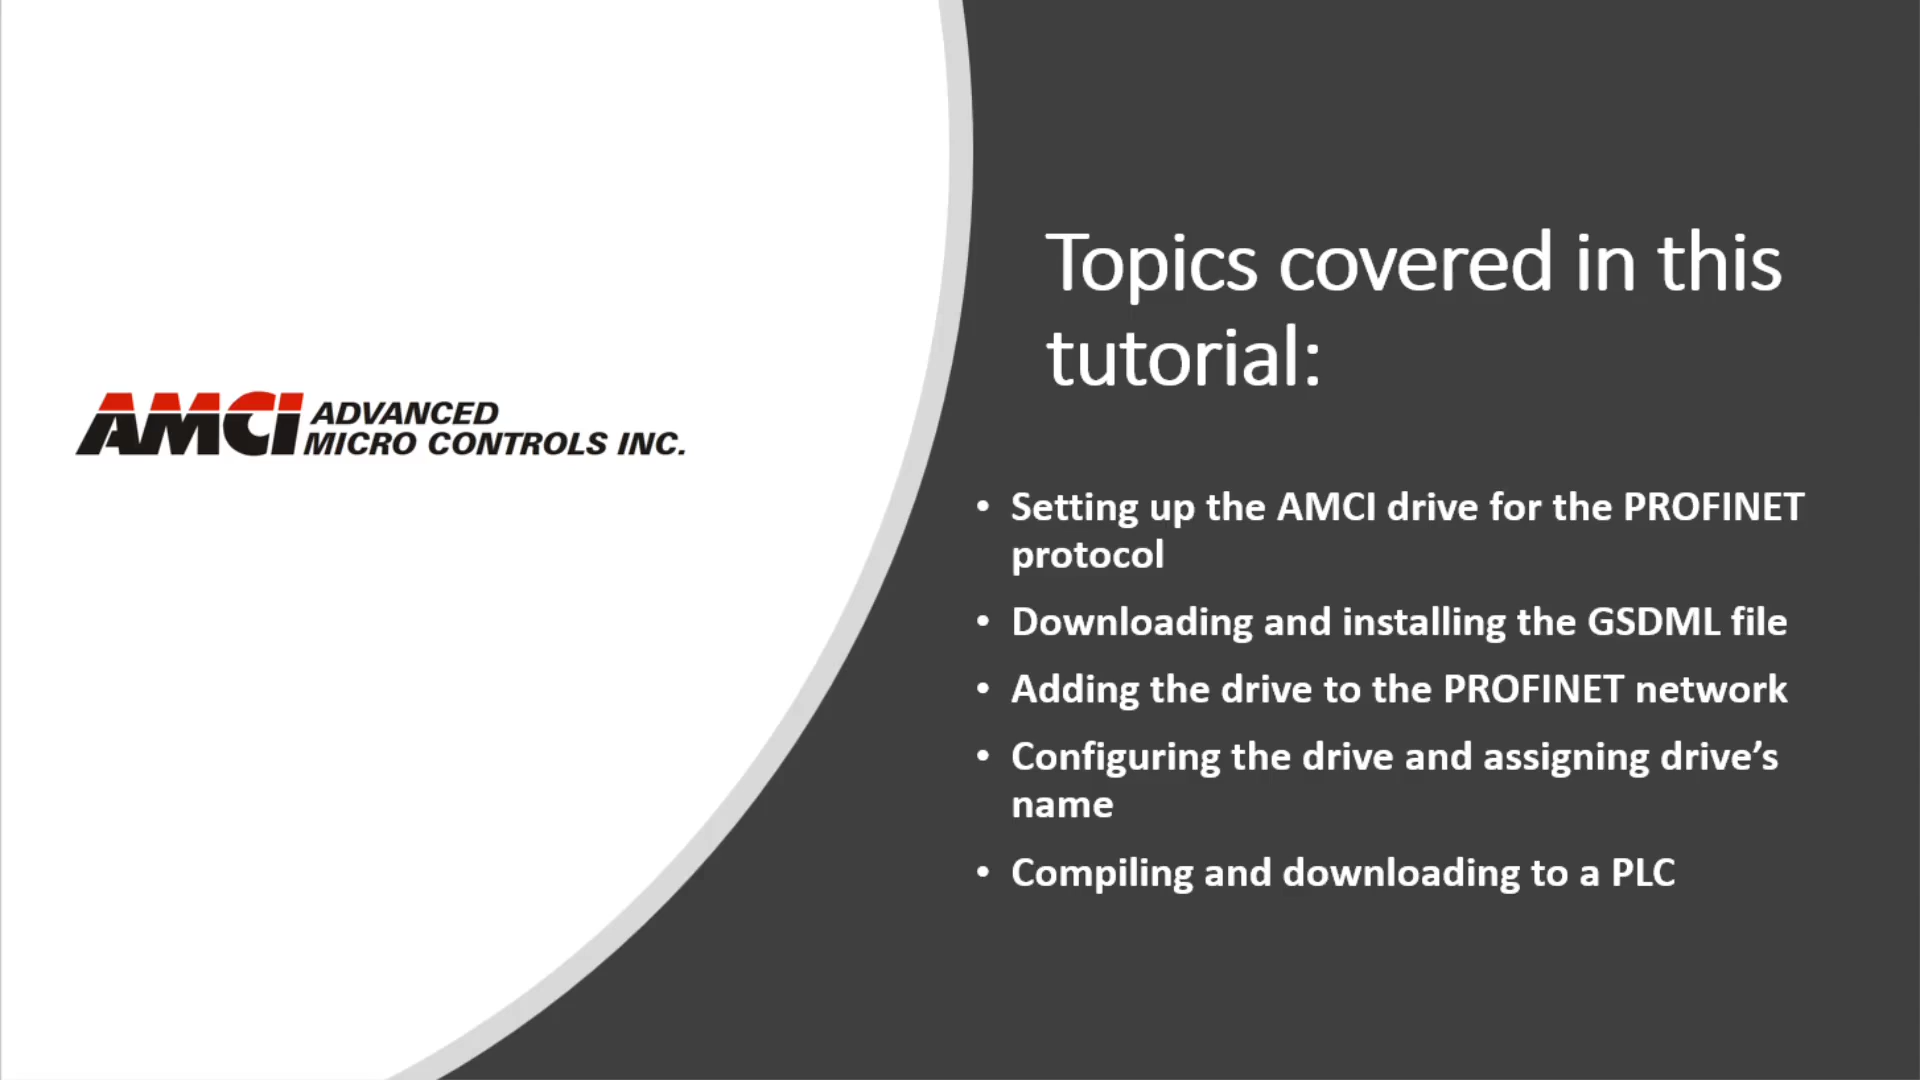 AMCI ADVANCED
MICRO CONTROLS INC.
Topics covered in this
tutorial:
• Setting up the AMCI drive for the PROFINET
protocol
• Downloading and installing the GSDML file
• Adding the drive to the PROFINET network
• Configuring the drive and assigning drive’s
name
• Compiling and downloading to a PLC